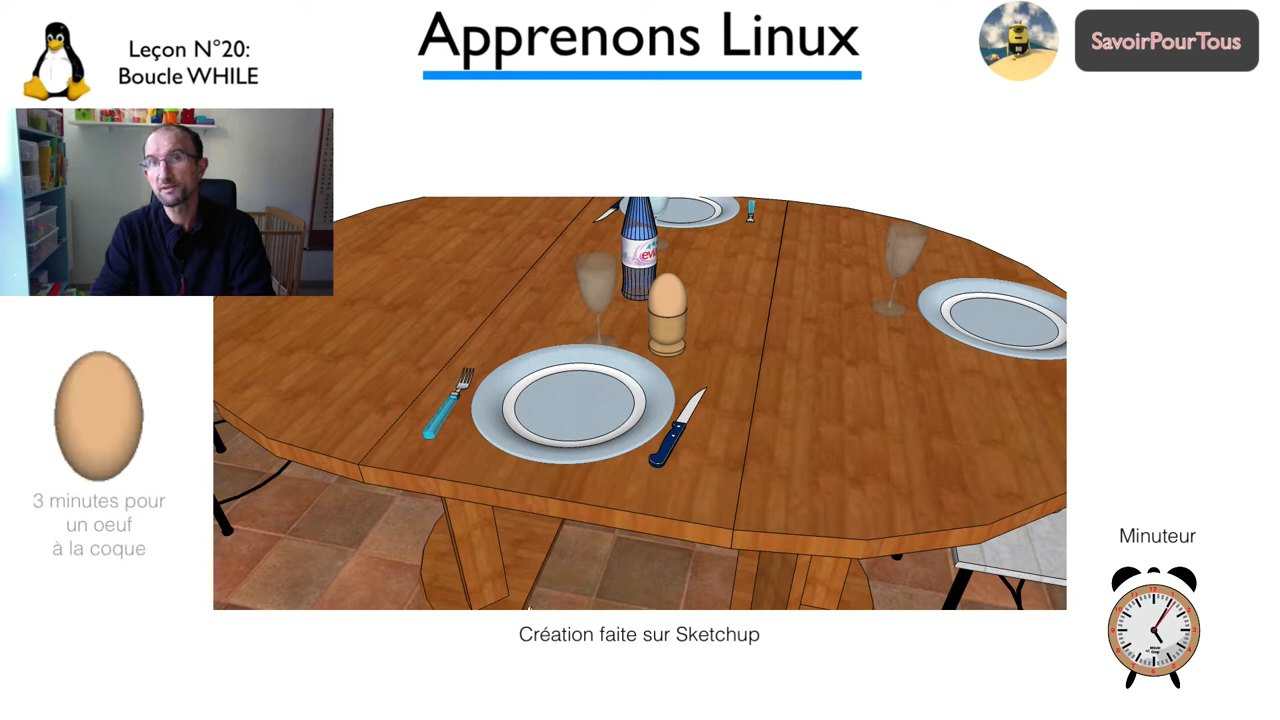 Apprenons Linux
Leçon N°20:
Boucle WHILE
SavoirPourTous
evi
3 minutes pour
un oeuf
à la coque
Minuteur
Création faite sur Sketchup